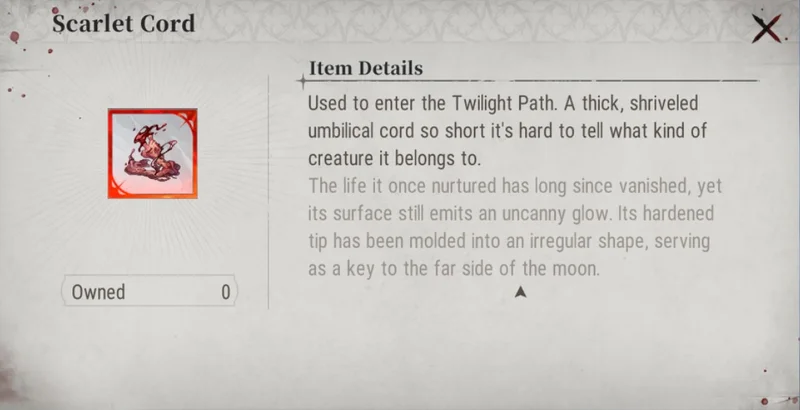 Scarlet Cord
Item Details
Used to enter the Twilight Path. A thick, shriveled
umbilical cord so short it's hard to tell what kind of
creature it belongs to.
The life it once nurtured has long since vanished, yet
its surface still emits an uncanny glow. Its hardened
tip has been molded into an irregular shape, serving
as a key to the far side of the moon.
Owned 0